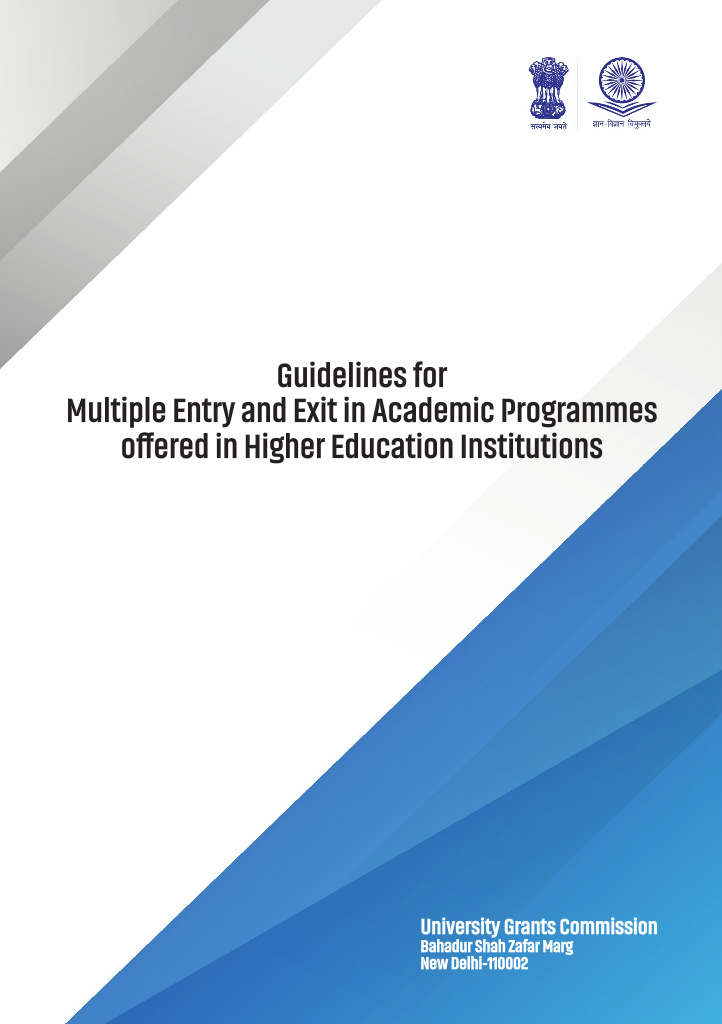 सत्यमेव जयते
ज्ञान-विज्ञान विमुक्तये
Guidelines for
Multiple Entry and Exit in Academic Programmes
offered in Higher Education Institutions
University Grants Commission
Bahadur Shah Zafar Marg
New Delhi-110002